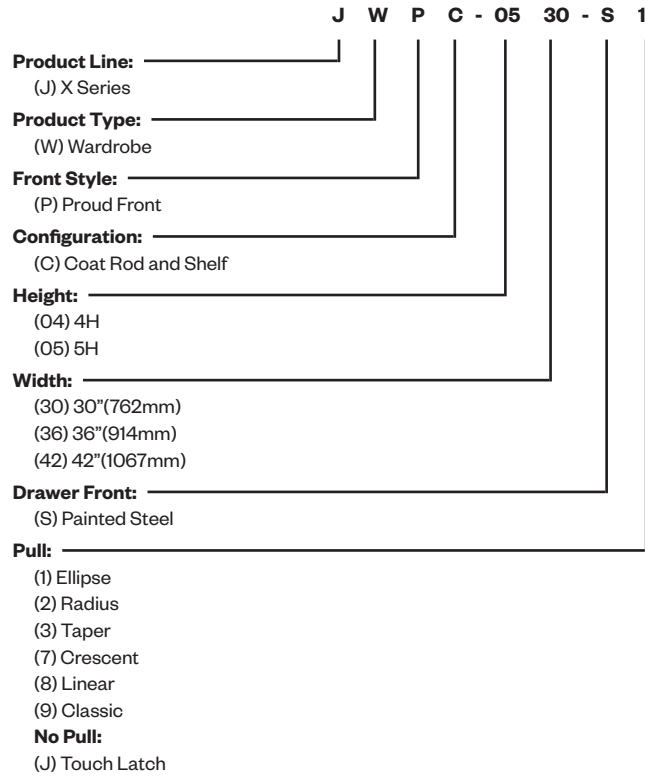 J W P C - 05 30 - S 1
Product Line:
(J) X Series
Product Type:
(W) Wardrobe
Front Style:
(P) Proud Front
Configuration:
(C) Coat Rod and Shelf
Height:
(04) 4H
(05) 5H
Width:
(30) 30”(762mm)
(36) 36”(914mm)
(42) 42”(1067mm)
Drawer Front:
(S) Painted Steel
Pull:
(1) Ellipse
(2) Radius
(3) Taper
(7) Crescent
(8) Linear
(9) Classic
No Pull:
(J) Touch Latch